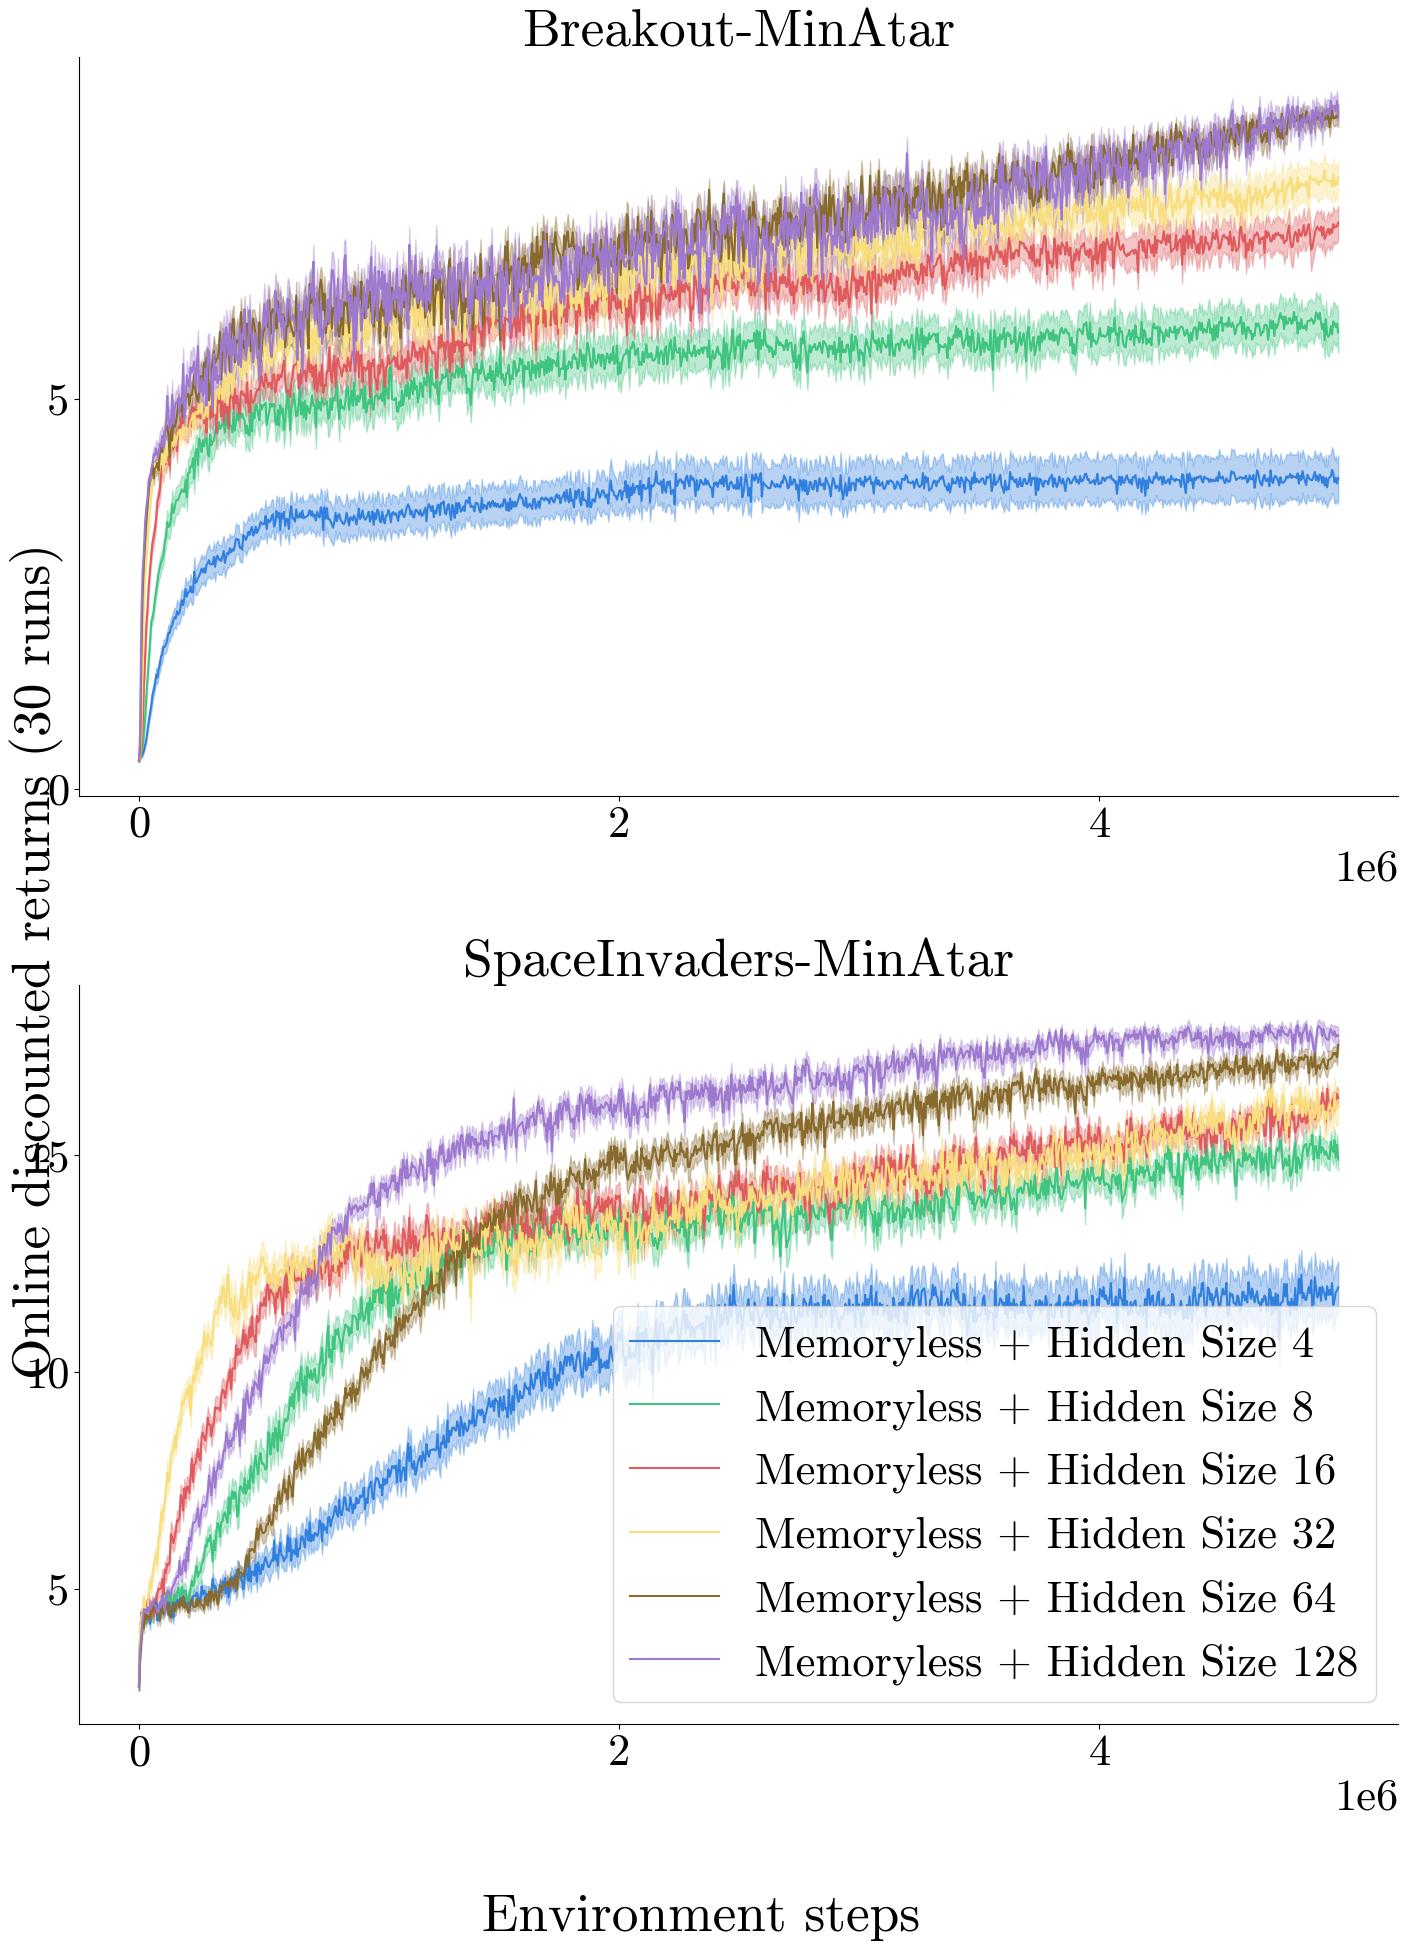 Breakout-MinAtar
5
0
0 2 4
1e6
Online discounted returns (30 runs)
SpaceInvaders-MinAtar
15
10
5
Memoryless + Hidden Size 4
Memoryless + Hidden Size 8
Memoryless + Hidden Size 16
Memoryless + Hidden Size 32
Memoryless + Hidden Size 64
Memoryless + Hidden Size 128
0 2 4
1e6
Environment steps